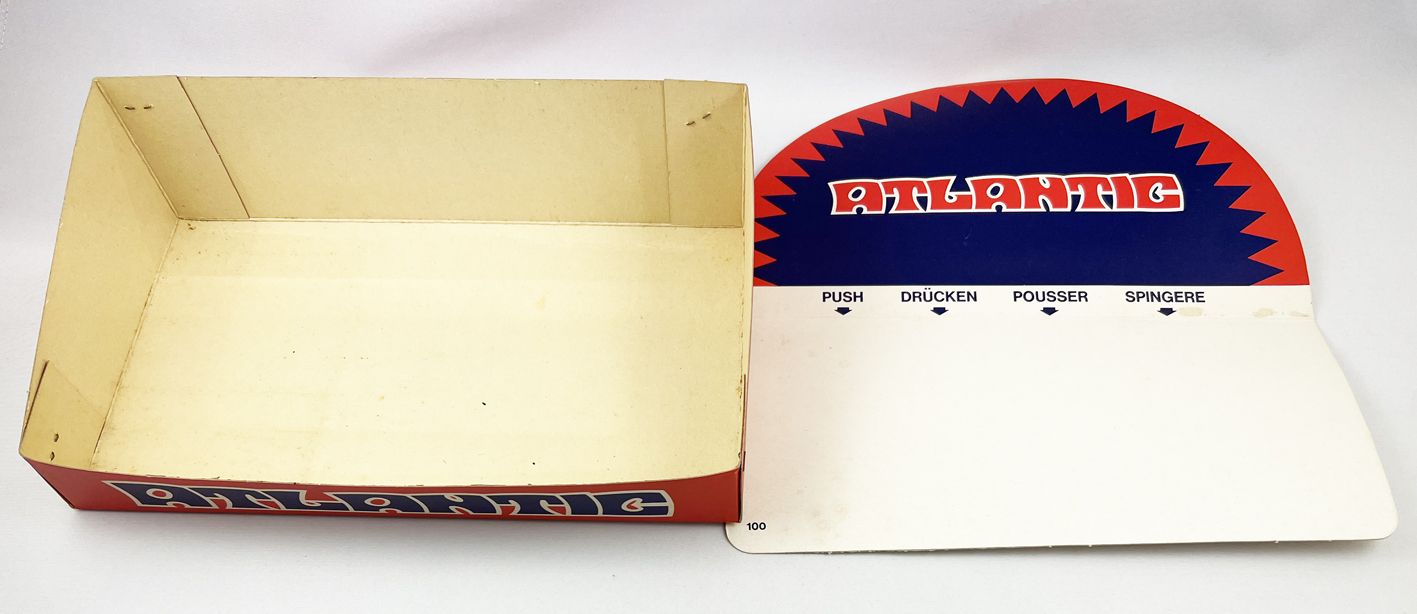 ATLANTIC
PUSH DRÜCKEN POUSSER SPINGERE
100
ATLANTIC